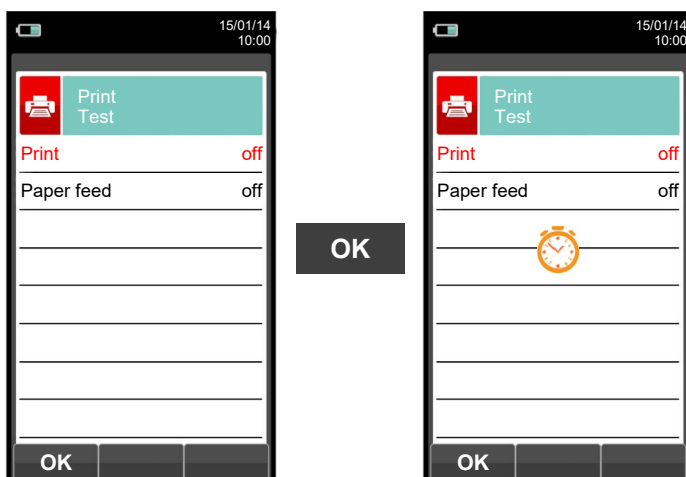 15/01/14
10:00
Print
Test
Print off
Paper feed off
OK
OK
15/01/14
10:00
Print
Test
Print off
Paper feed off
OK